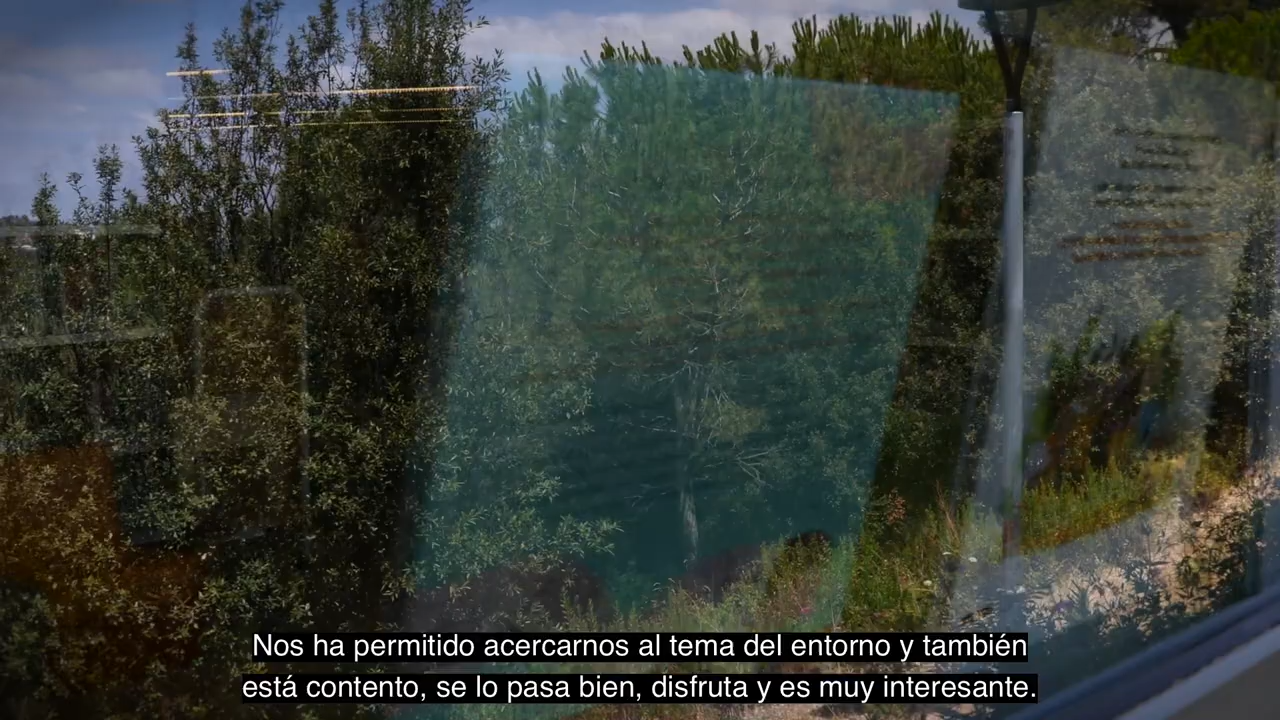 Nos ha permitido acercarnos al tema del entorno y también
está contento, se lo pasa bien, disfruta y es muy interesante.